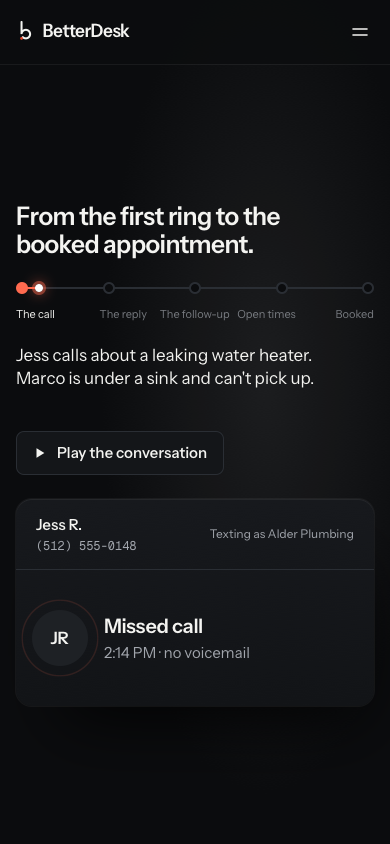 BetterDesk
From the first ring to the
booked appointment.
The call
The reply
The follow-up
Open times
Booked
Jess calls about a leaking water heater.
Marco is under a sink and can't pick up.
Play the conversation
Jess R.
(512) 555-0148
Texting as Alder Plumbing
JR
Missed call
2:14 PM · no voicemail